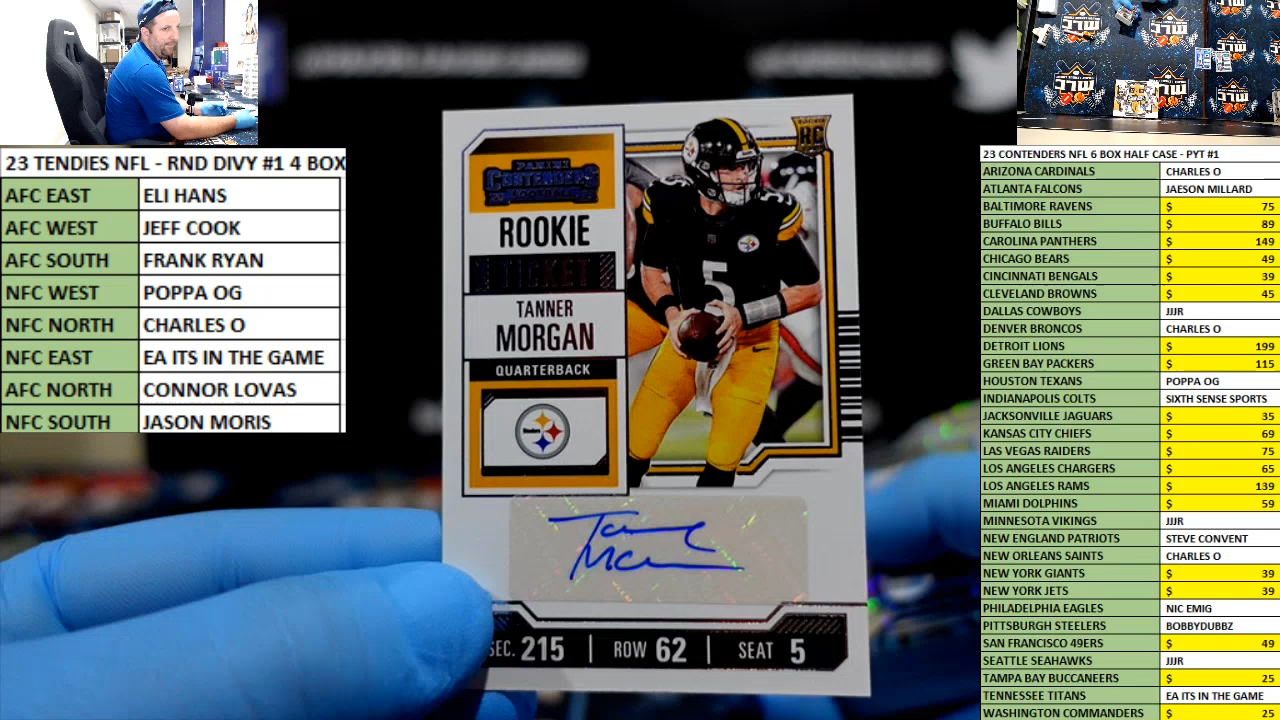 23 TENDIES NFL - RND DIVY #1 4 BOX
AFC EAST ELI HANS
AFC WEST JEFF COOK
AFC SOUTH FRANK RYAN
NFC WEST POPPA OG
NFC NORTH CHARLES O
NFC EAST EA ITS IN THE GAME
AFC NORTH CONNOR LOVAS
NFC SOUTH JASON MORIS
PANINI
CONTENDERS
ROOKIE
TICKET
TANNER
MORGAN
QUARTERBACK
Steelers
RC
5
SEC. 215 | ROW 62 | SEAT 5
23 CONTENDERS NFL 6 BOX HALF CASE - PYT #1
ARIZONA CARDINALS CHARLES O
ATLANTA FALCONS JAESON MILLARD
BALTIMORE RAVENS $ 75
BUFFALO BILLS $ 89
CAROLINA PANTHERS $ 149
CHICAGO BEARS $ 49
CINCINNATI BENGALS $ 39
CLEVELAND BROWNS $ 45
DALLAS COWBOYS JJJR
DENVER BRONCOS CHARLES O
DETROIT LIONS $ 199
GREEN BAY PACKERS $ 115
HOUSTON TEXANS POPPA OG
INDIANAPOLIS COLTS SIXTH SENSE SPORTS
JACKSONVILLE JAGUARS $ 35
KANSAS CITY CHIEFS $ 69
LAS VEGAS RAIDERS $ 75
LOS ANGELES CHARGERS $ 65
LOS ANGELES RAMS $ 139
MIAMI DOLPHINS $ 59
MINNESOTA VIKINGS JJJR
NEW ENGLAND PATRIOTS STEVE CONVENT
NEW ORLEANS SAINTS CHARLES O
NEW YORK GIANTS $ 39
NEW YORK JETS $ 39
PHILADELPHIA EAGLES NIC EMIG
PITTSBURGH STEELERS BOBBYDUBBZ
SAN FRANCISCO 49ERS $ 49
SEATTLE SEAHAWKS JJJR
TAMPA BAY BUCCANEERS $ 25
TENNESSEE TITANS EA ITS IN THE GAME
WASHINGTON COMMANDERS $ 25